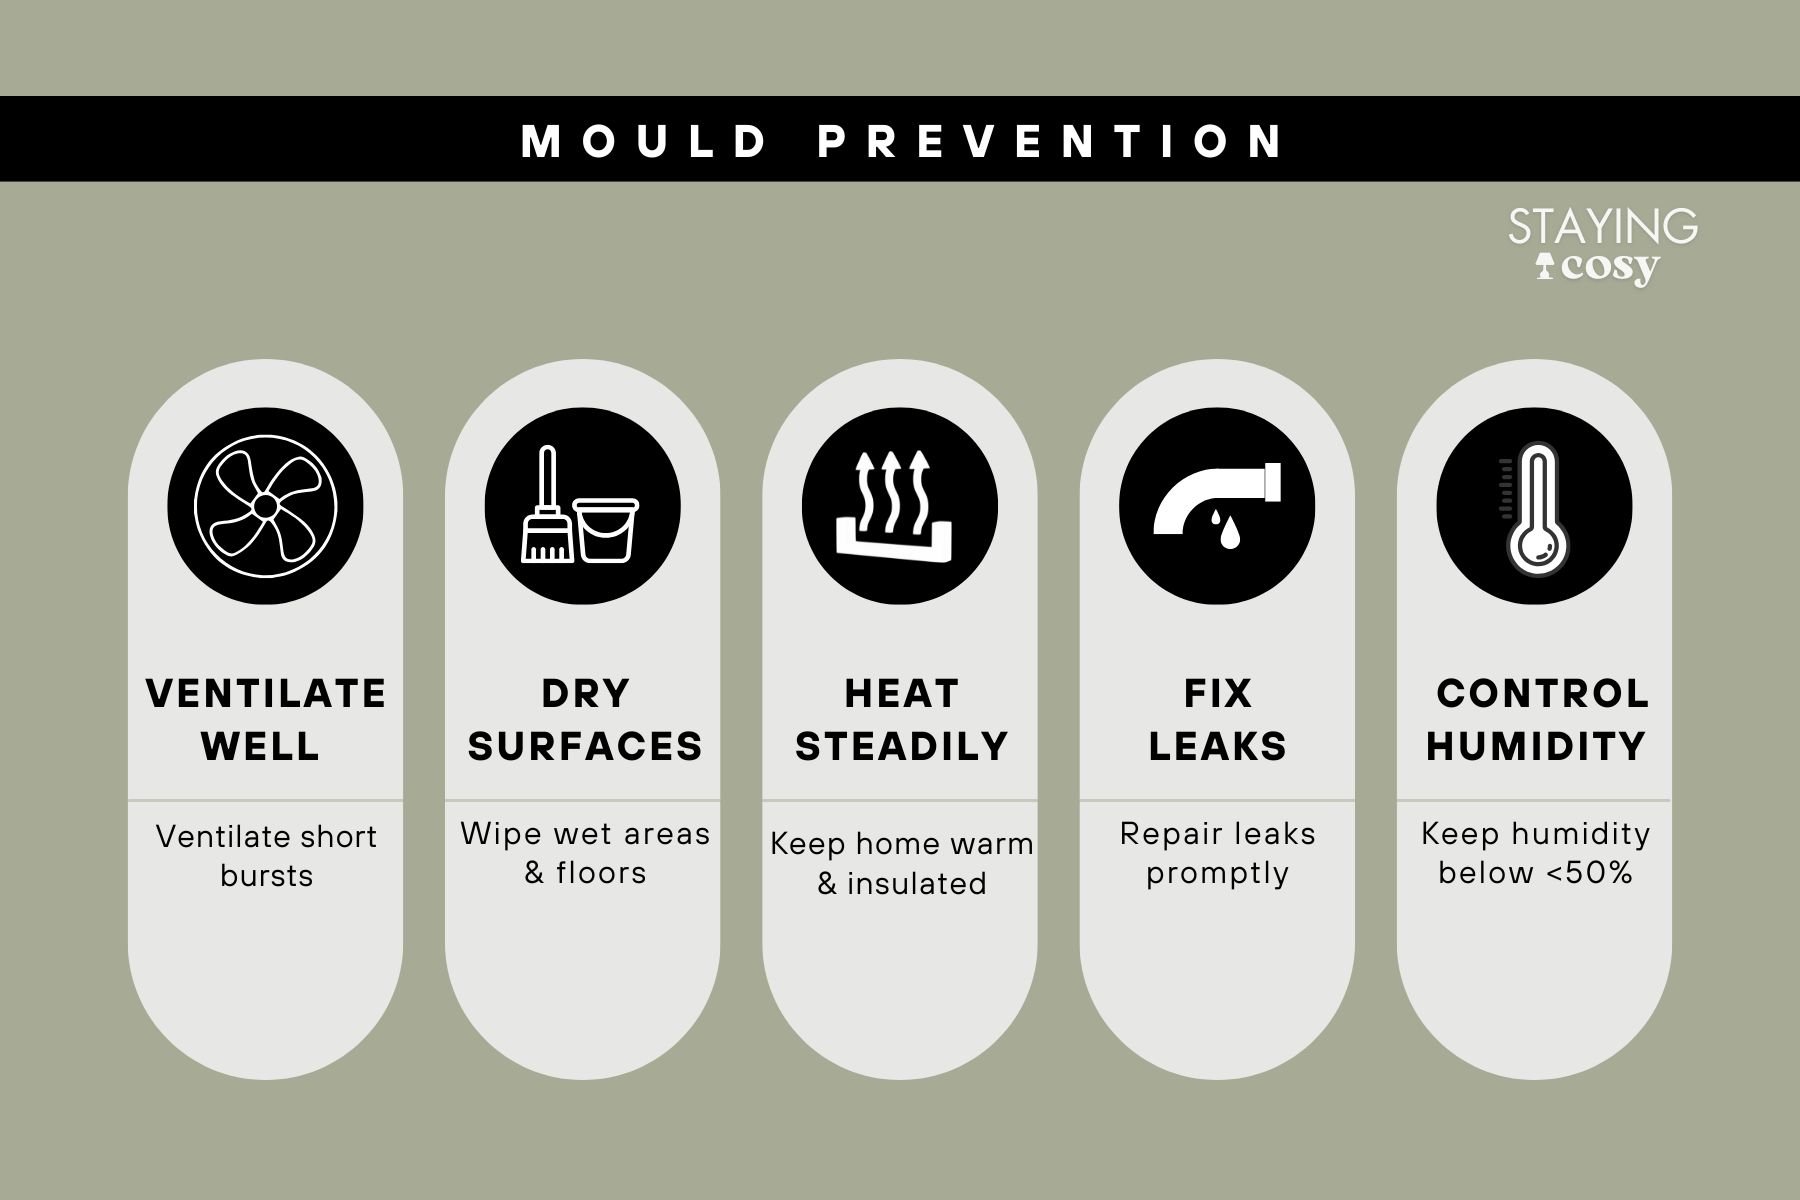 MOULD PREVENTION
STAYING
cosy
VENTILATE
WELL
Ventilate short
bursts
DRY
SURFACES
Wipe wet areas
& floors
HEAT
STEADILY
Keep home warm
& insulated
FIX
LEAKS
Repair leaks
promptly
CONTROL
HUMIDITY
Keep humidity
below <50%